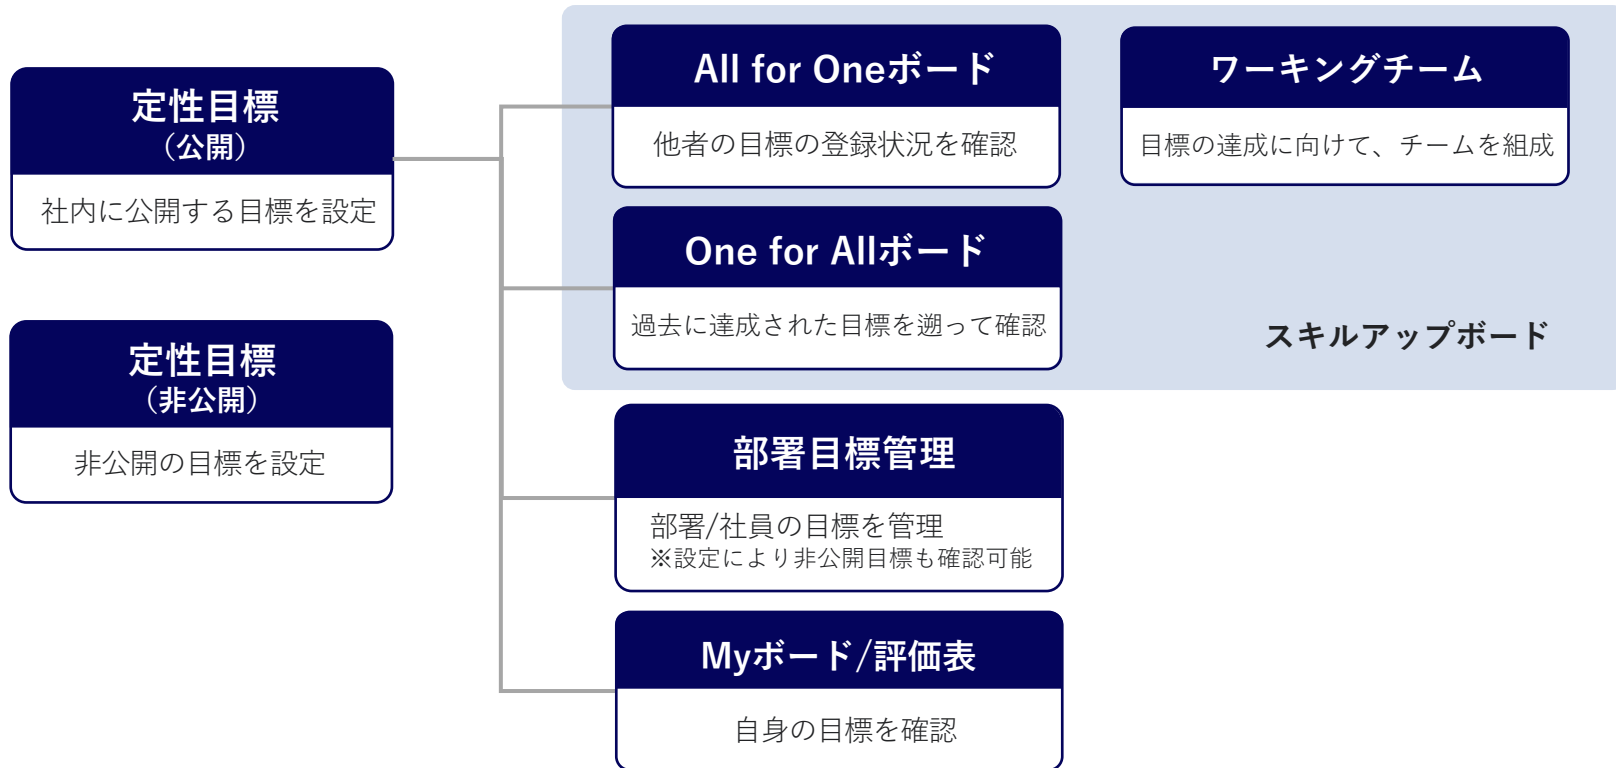 定性目標
（公開）
社内に公開する目標を設定
定性目標
（非公開）
非公開の目標を設定
All for Oneボード
他者の目標の登録状況を確認
ワーキングチーム
目標の達成に向けて、チームを組成
One for Allボード
過去に達成された目標を遡って確認
スキルアップボード
部署目標管理
部署/社員の目標を管理
※設定により非公開目標も確認可能
Myボード/評価表
自身の目標を確認